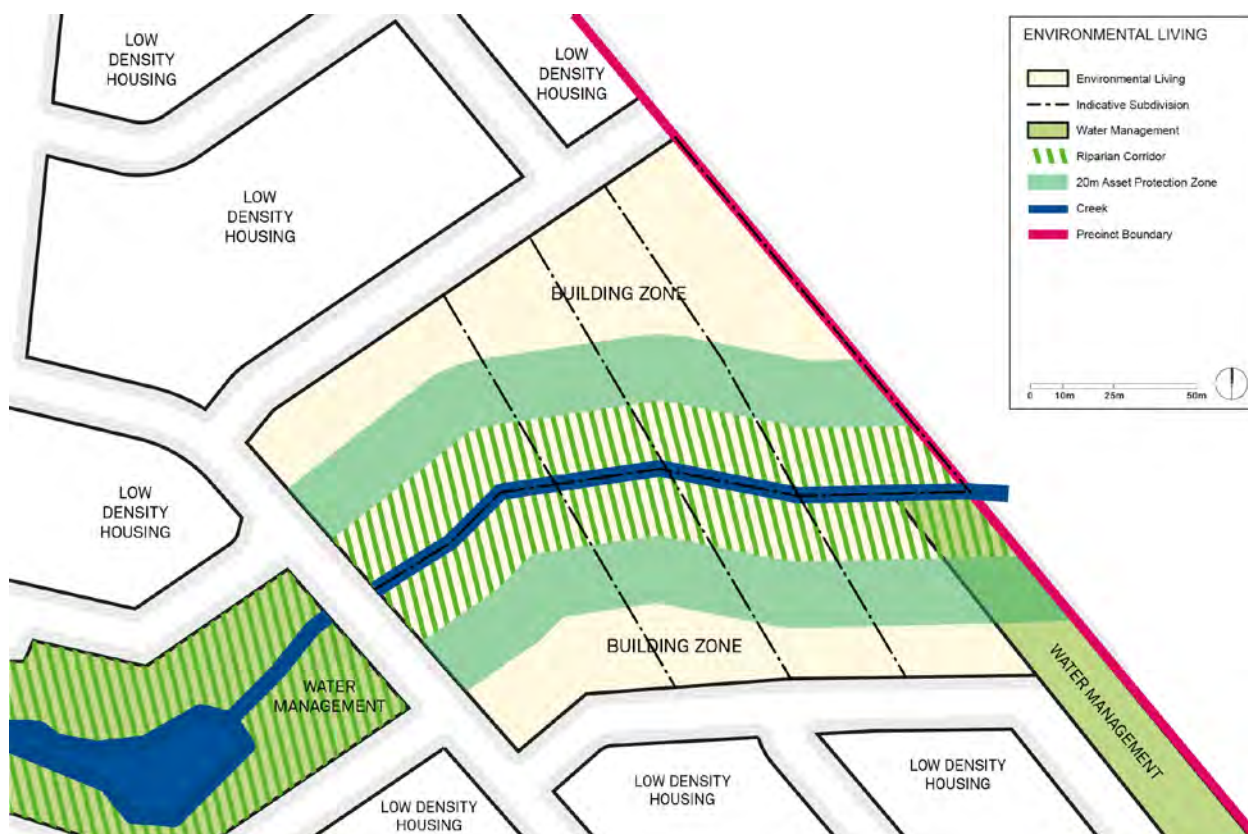 LOW
DENSITY
HOUSING
LOW
DENSITY
HOUSING
LOW
DENSITY
HOUSING
BUILDING ZONE
LOW
DENSITY
HOUSING
BUILDING ZONE
WATER
MANAGEMENT
WATER MANAGEMENT
LOW DENSITY
HOUSING
LOW DENSITY
HOUSING
LOW DENSITY
HOUSING
ENVIRONMENTAL LIVING
Environmental Living
Indicative Subdivision
Water Management
Riparian Corridor
20m Asset Protection Zone
Creek
Precinct Boundary
0 10m 25m 50m